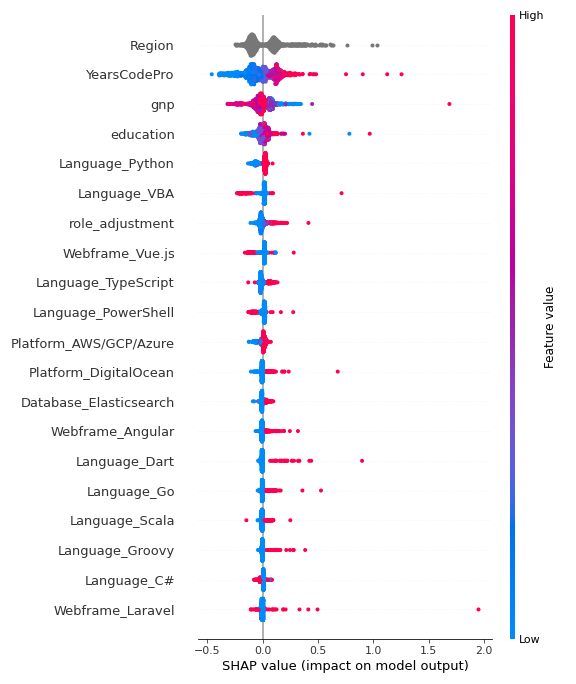 High
Region
YearsCodePro
gnp
education
Language_Python
Language_VBA
role_adjustment
Webframe_Vue.js
Language_TypeScript
Language_PowerShell
Platform_AWS/GCP/Azure
Platform_DigitalOcean
Database_Elasticsearch
Webframe_Angular
Language_Dart
Language_Go
Language_Scala
Language_Groovy
Language_C#
Webframe_Laravel
Feature value
Low
−0.5 0.0 0.5 1.0 1.5 2.0
SHAP value (impact on model output)